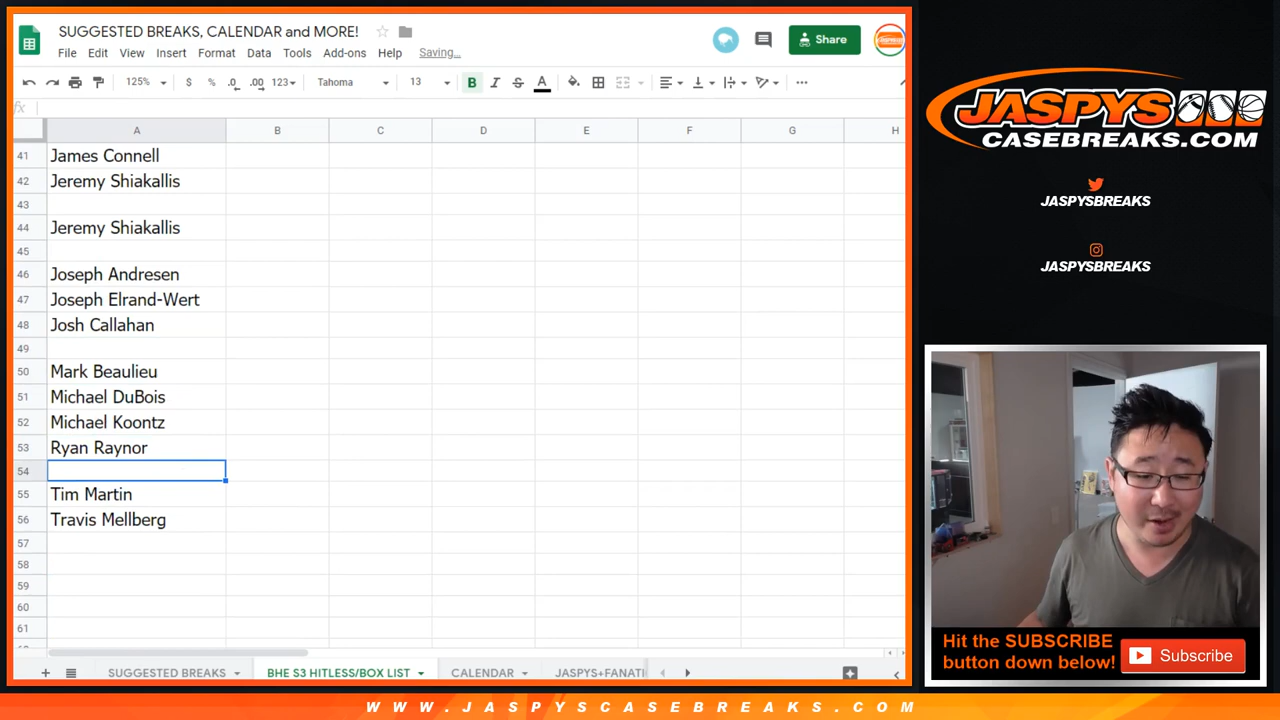 SUGGESTED BREAKS, CALENDAR and MORE!
File Edit View Insert Format Data Tools Add-ons Help Saving...
Share
125% $ % .0 .00 123 Tahoma 13 B I S A
fx
A B C D E F G H
41 James Connell
42 Jeremy Shiakallis
43
44 Jeremy Shiakallis
45
46 Joseph Andresen
47 Joseph Elrand-Wert
48 Josh Callahan
49
50 Mark Beaulieu
51 Michael DuBois
52 Michael Koontz
53 Ryan Raynor
54
55 Tim Martin
56 Travis Mellberg
57
58
59
60
61
SUGGESTED BREAKS BHE S3 HITLESS/BOX LIST CALENDAR JASPYS+FANATI
JASPYS
CASEBREAKS.COM
JASPYSBREAKS
JASPYSBREAKS
Hit the SUBSCRIBE
button down below!
Subscribe
WWW.JASPYSCASEBREAKS.COM